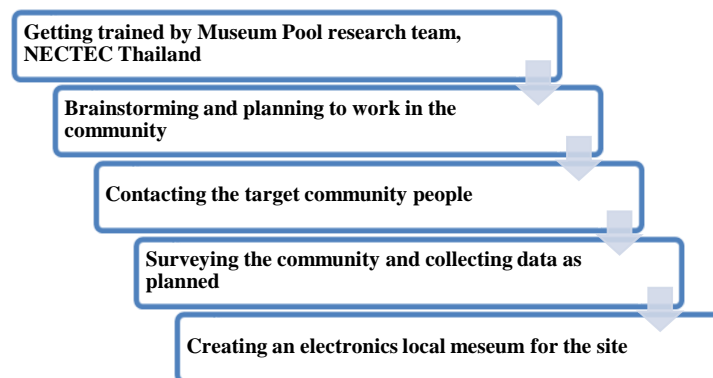 Getting trained by Museum Pool research team,
NECTEC Thailand
Brainstorming and planning to work in the
community
Contacting the target community people
Surveying the community and collecting data as
planned
Creating an electronics local meseum for the site